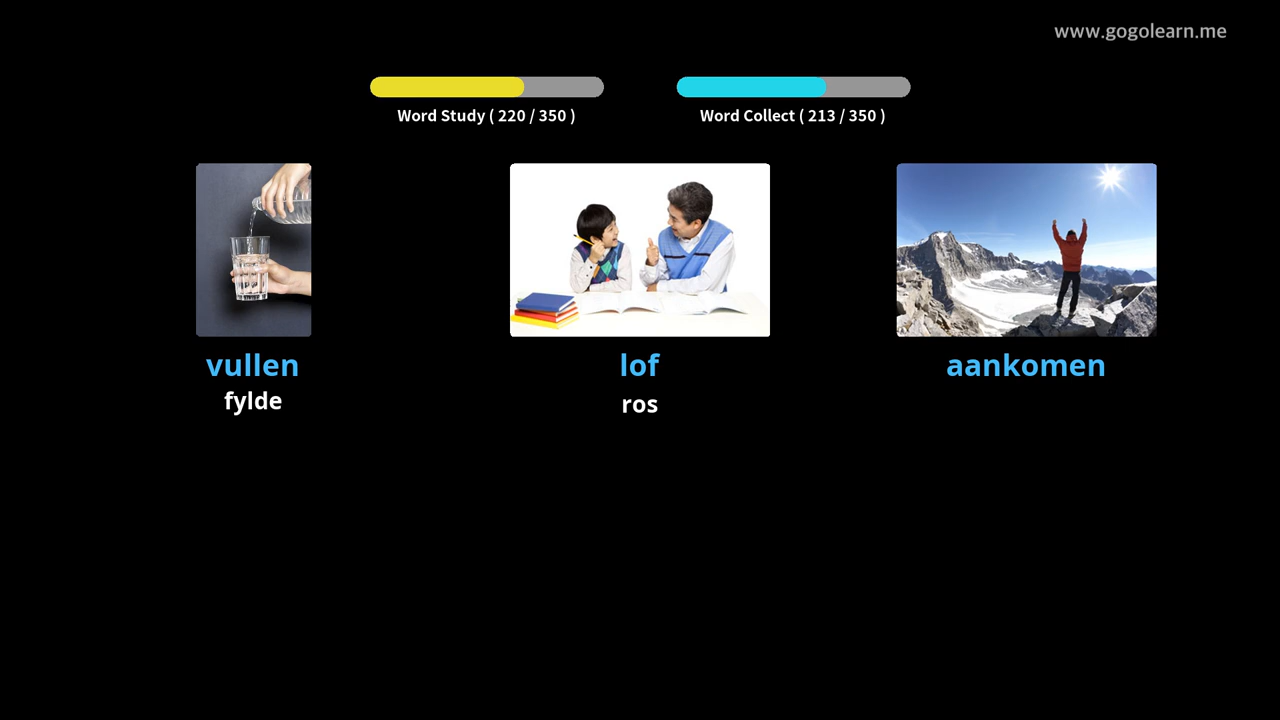 www.gogolearn.me
Word Study ( 220 / 350 )
Word Collect ( 213 / 350 )
vullen
fylde
lof
ros
aankomen